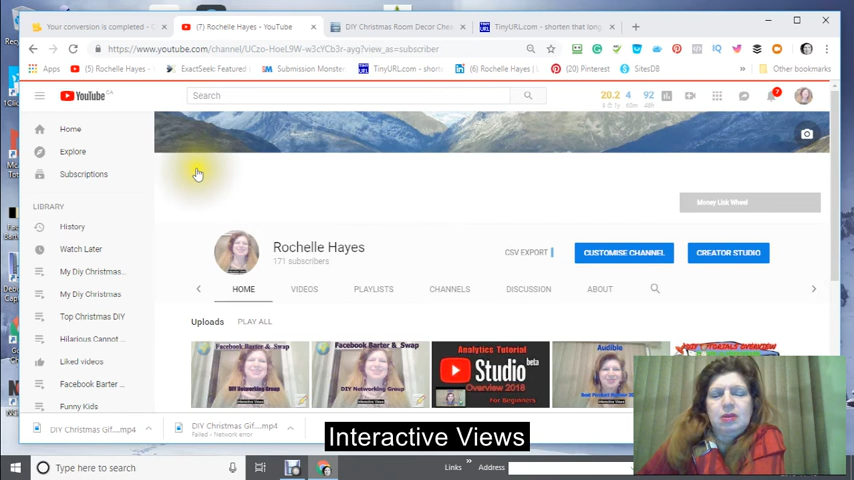 Your conversion is completed -
(7) Rochelle Hayes - YouTube
DIY Christmas Room Decor Ches
TinyURL.com - shorten that long
https://www.youtube.com/channel/UCzo-HoeL9W-w3cYCb3r-ayg?view_as=subscriber
Apps
(5) Rochelle Hayes -
ExactSeek: Featured
Submission Monster
TinyURL.com - shorte
(6) Rochelle Hayes |
(20) Pinterest
SitesDB
Other bookmarks
YouTube CA
Search
20.2 4 92
7
Home
Explore
Subscriptions
Money Link Wheel
LIBRARY
History
Watch Later
My Diy Christmas...
My Diy Christmas
Top Christmas DIY
Hilarious Cannot ..
Liked videos
Facebook Barter ...
Funny Kids
Rochelle Hayes
171 subscribers
CSV EXPORT
CUSTOMISE CHANNEL
CREATOR STUDIO
HOME VIDEOS PLAYLISTS CHANNELS DISCUSSION ABOUT
Uploads PLAY ALL
Facebook Barter & Swap
DIY Networking Group
Facebook Barter & Swap
DIY Networking Group
Analytics Tutorial
Studio beta
Overview 2018
For Beginners
Audible
DIY Christmas Gif....mp4
DIY Christmas Gif....mp4
Failed - Network error
Interactive Views
Type here to search
Links
Address